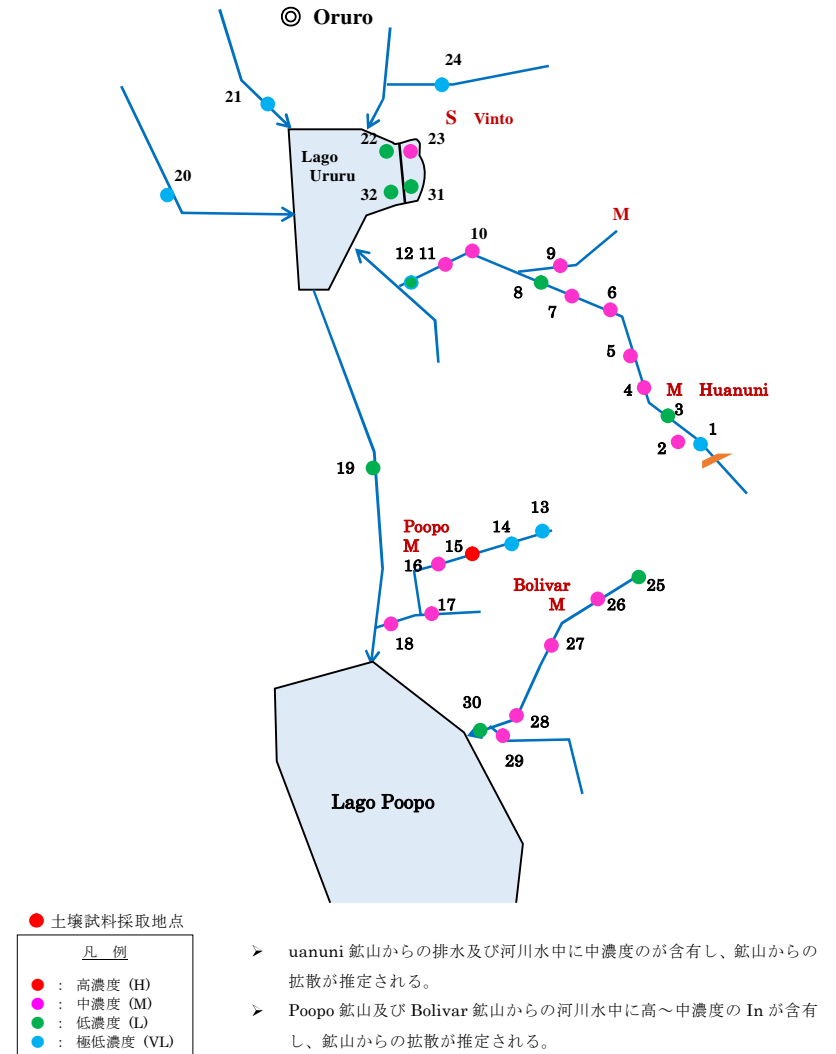 ◎ Oruro
24
21
S Vinto
22
23
Lago
Ururu
20
32
31
M
10
12 11
9
8
7
6
5
4
M Huanuni
3
1
2
19
13
Poopo
14
M
15
16
Bolivar
25
M
26
17
18
27
30
28
29
Lago Poopo
● 土壌試料採取地点
凡 例
● : 高濃度 (H)
● : 中濃度 (M)
● : 低濃度 (L)
● : 極低濃度 (VL)
➢ uanuni 鉱山からの排水及び河川水中に中濃度のが含有し、鉱山からの
拡散が推定される。
➢ Poopo 鉱山及び Bolivar 鉱山からの河川水中に高～中濃度の In が含有
し、鉱山からの拡散が推定される。